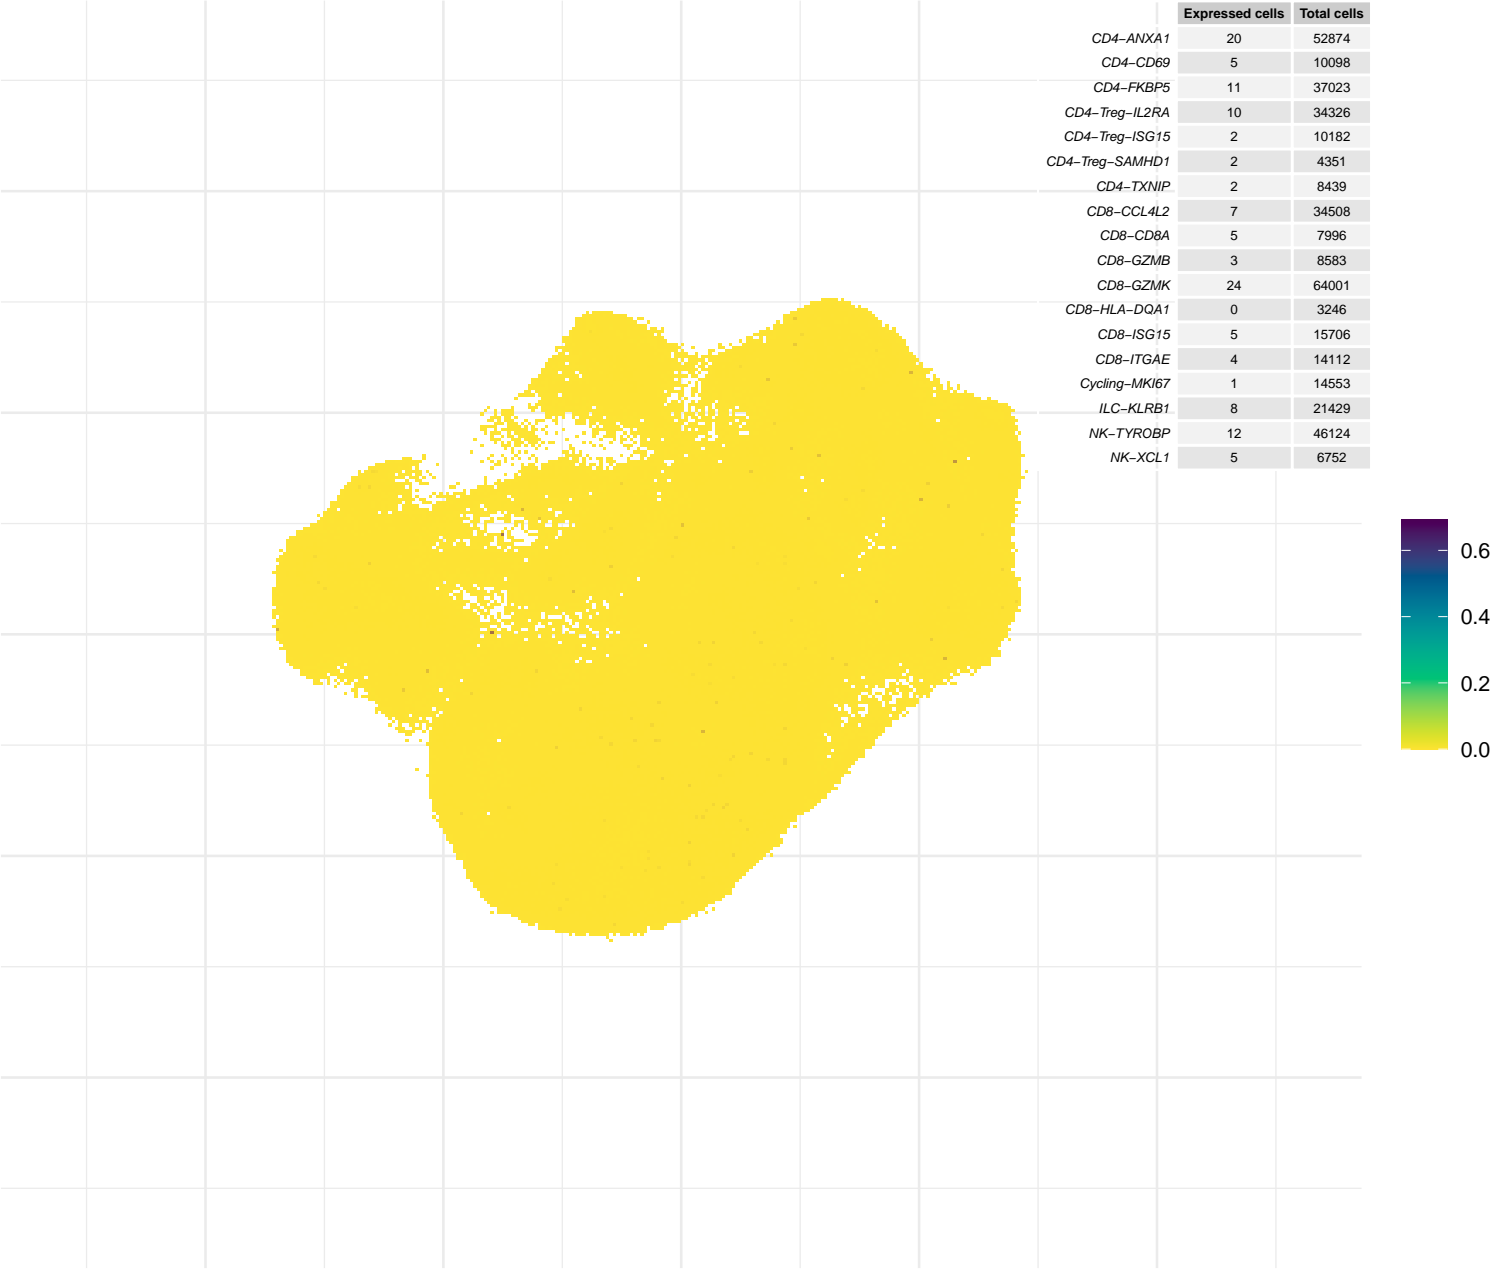 Expressed cells Total cells
CD4−ANXA1 20 52874
CD4−CD69 5 10098
CD4−FKBP5 11 37023
CD4−Treg−IL2RA 10 34326
CD4−Treg−ISG15 2 10182
CD4−Treg−SAMHD1 2 4351
CD4−TXNIP 2 8439
CD8−CCL4L2 7 34508
CD8−CD8A 5 7996
CD8−GZMB 3 8583
CD8−GZMK 24 64001
CD8−HLA−DQA1 0 3246
CD8−ISG15 5 15706
CD8−ITGAE 4 14112
Cycling−MKI67 1 14553
ILC−KLRB1 8 21429
NK−TYROBP 12 46124
NK−XCL1 5 6752
0.6
0.4
0.2
0.0